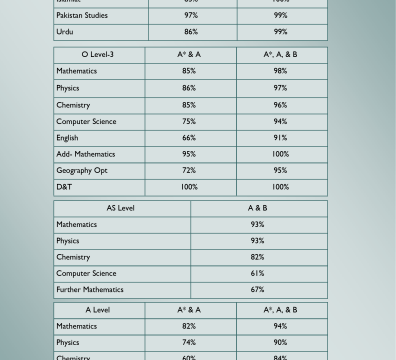 Islamiat 85% 100%
Pakistan Studies 97% 99%
Urdu 86% 99%
O Level-3 A* & A A*, A, & B
Mathematics 85% 98%
Physics 86% 97%
Chemistry 85% 96%
Computer Science 75% 94%
English 66% 91%
Add- Mathematics 95% 100%
Geography Opt 72% 95%
D&T 100% 100%
AS Level A & B
Mathematics 93%
Physics 93%
Chemistry 82%
Computer Science 61%
Further Mathematics 67%
A Level A* & A A*, A, & B
Mathematics 82% 94%
Physics 74% 90%
Chemistry 60% 84%